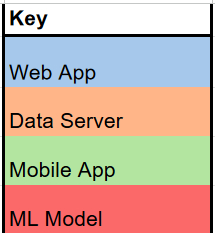 Key
Web App
Data Server
Mobile App
ML Model